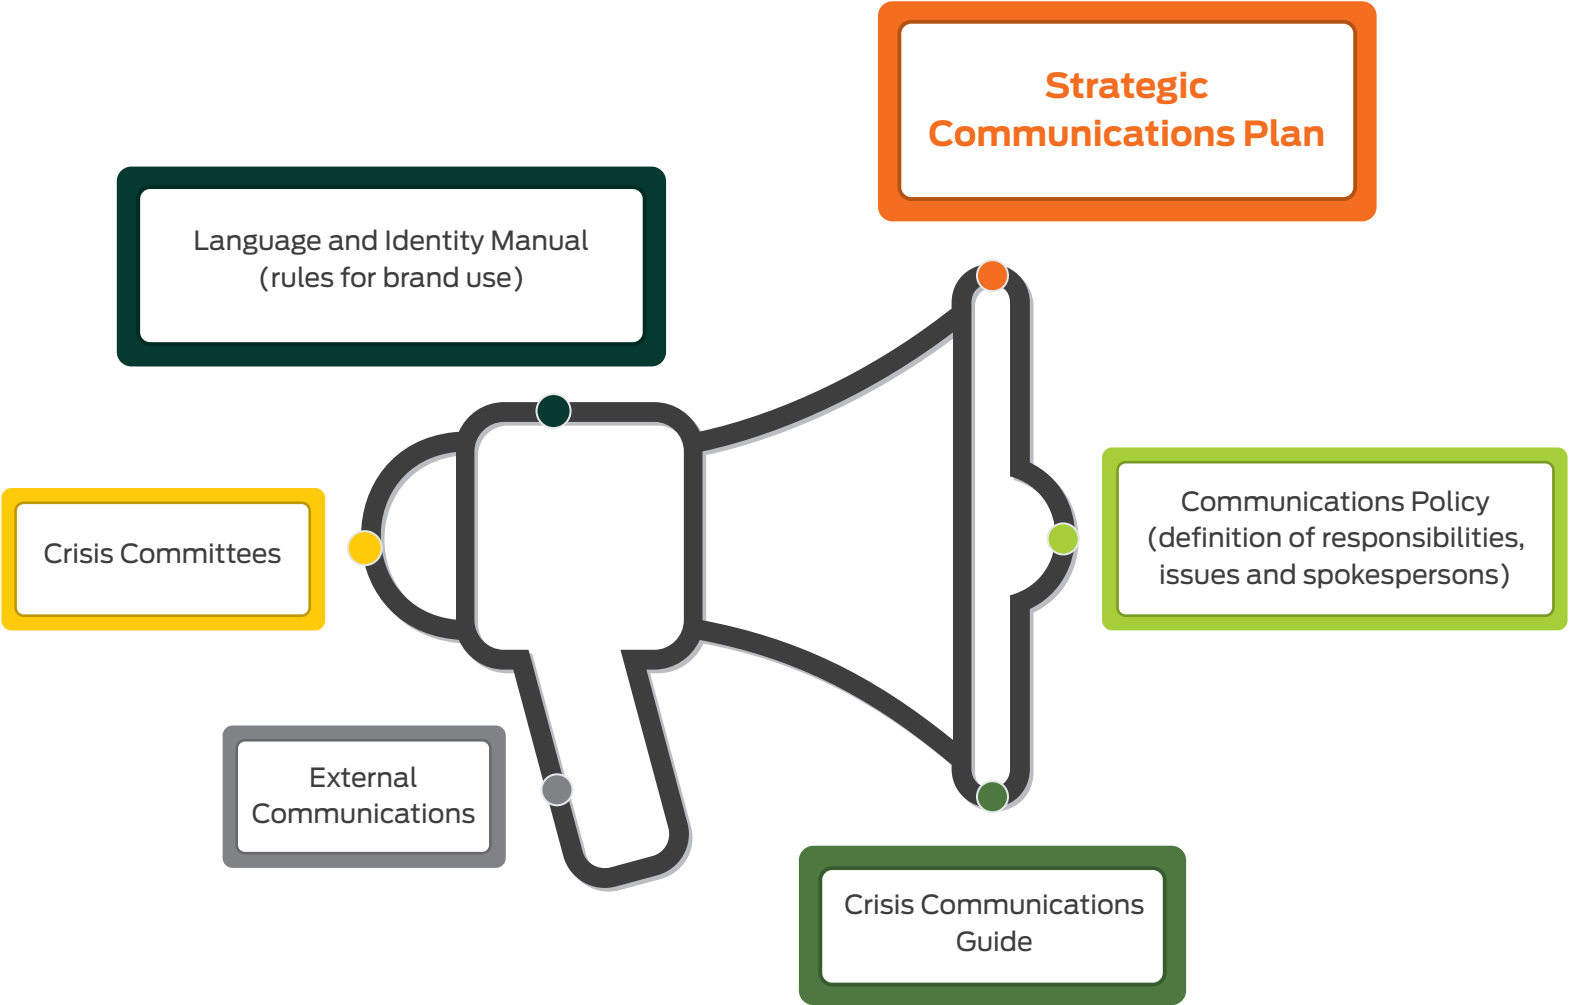 Strategic
Communications Plan
Language and Identity Manual
(rules for brand use)
Communications Policy
(definition of responsibilities,
issues and spokespersons)
Crisis Committees
External
Communications
Crisis Communications
Guide